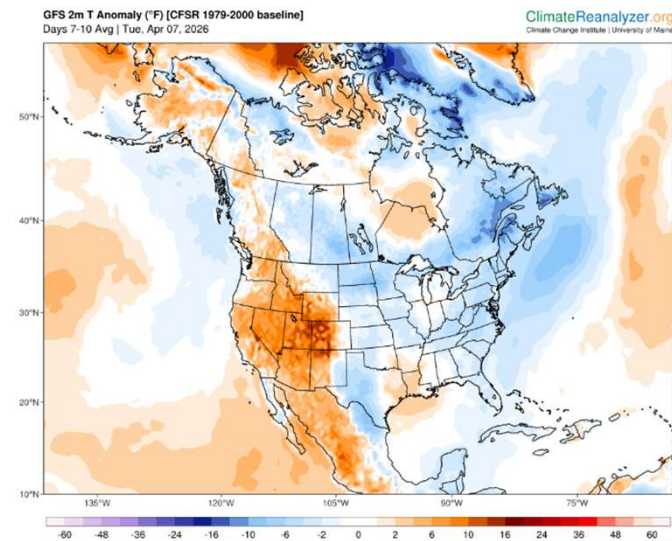 GFS 2m T Anomaly (°F) [CFSR 1979-2000 baseline]
Days 7-10 Avg | Tue, Apr 07, 2026
ClimateReanalyzer.org
Climate Change Institute | University of Maine
50°N
40°N
30°N
20°N
10°N
135°W 120°W 105°W 90°W 75°W
-60 -48 -36 -24 -16 -10 -6 -2 0 2 6 10 16 24 36 48 60